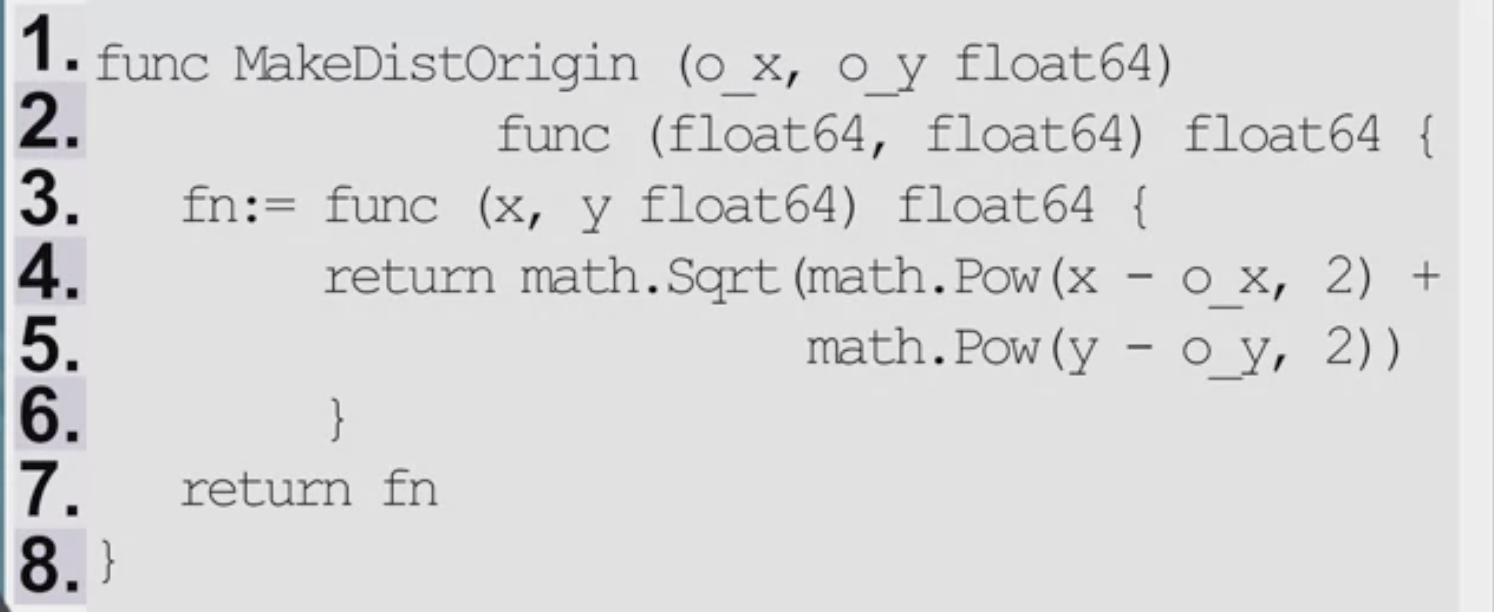 1. func MakeDistOrigin (o_x, o_y float64)
2. func (float64, float64) float64 {
3. fn:= func (x, y float64) float64 {
4. return math.Sqrt(math.Pow(x - o_x, 2) +
5. math.Pow(y - o_y, 2))
6. }
7. return fn
8. }